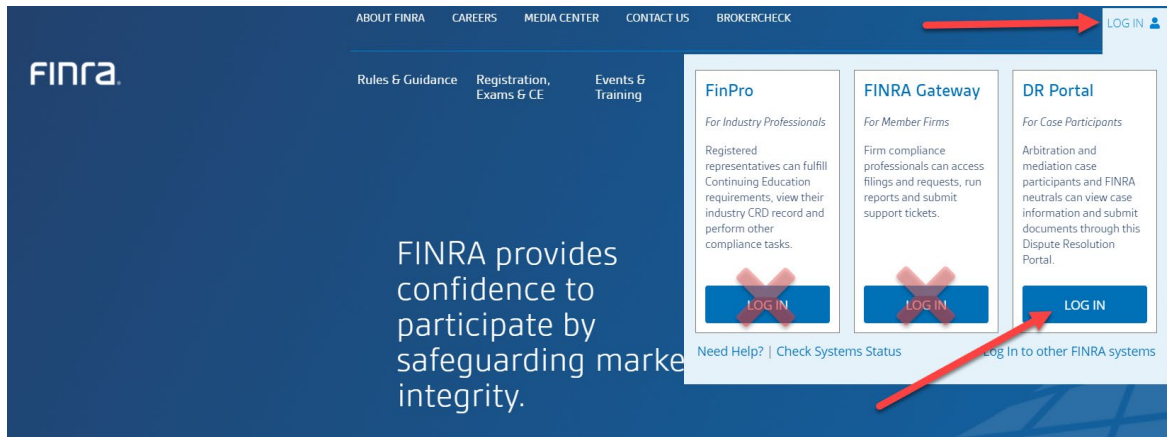 ABOUT FINRA CAREERS MEDIA CENTER CONTACT US BROKERCHECK
LOG IN
FINRA
Rules & Guidance
Registration,
Exams & CE
Events &
Training
FinPro
For Industry Professionals
Registered
representatives can fulfill
Continuing Education
requirements, view their
industry CRD record and
perform other
compliance tasks.
LOG IN
FINRA Gateway
For Member Firms
Firm compliance
professionals can access
filings and requests, run
reports and submit
support tickets.
LOG IN
DR Portal
For Case Participants
Arbitration and
mediation case
participants and FINRA
neutrals can view case
information and submit
documents through this
Dispute Resolution
Portal.
LOG IN
Need Help? | Check Systems Status
Log In to other FINRA systems
FINRA provides
confidence to
participate by
safeguarding marke
integrity.